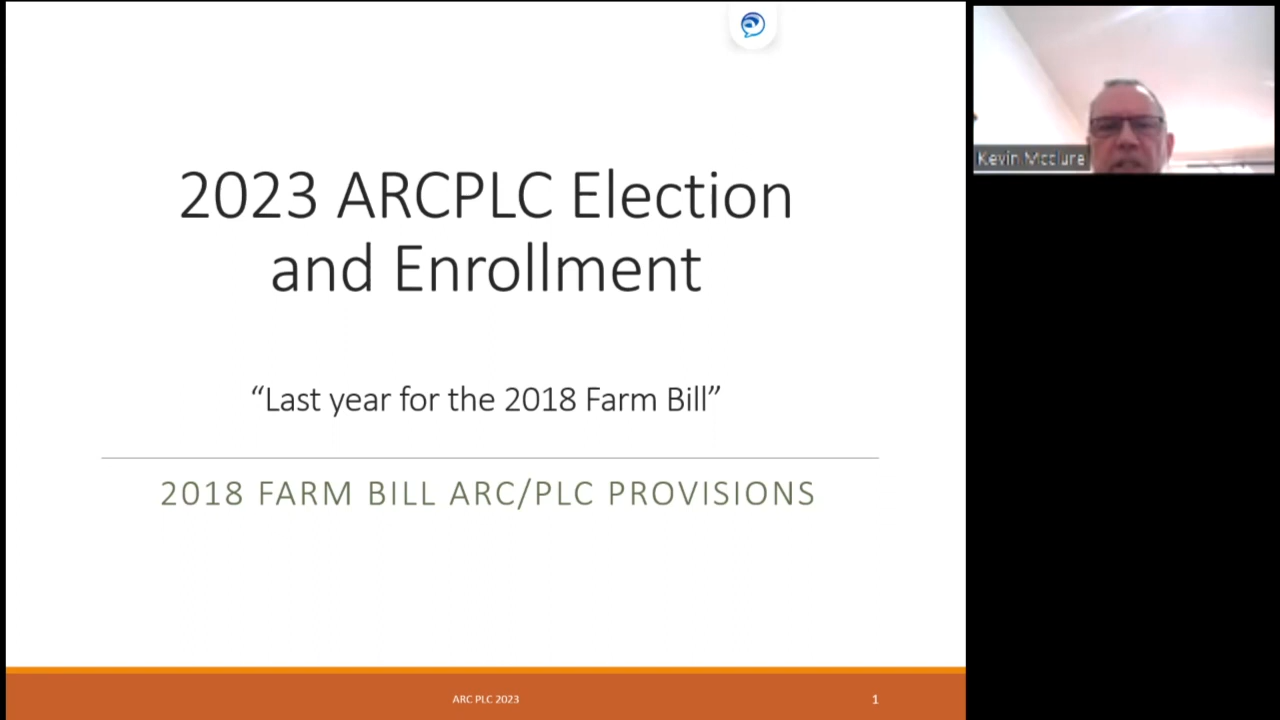 2023 ARCPLC Election
and Enrollment
“Last year for the 2018 Farm Bill”
2018 FARM BILL ARC/PLC PROVISIONS
ARC PLC 2023
1
Kevin Mcclure